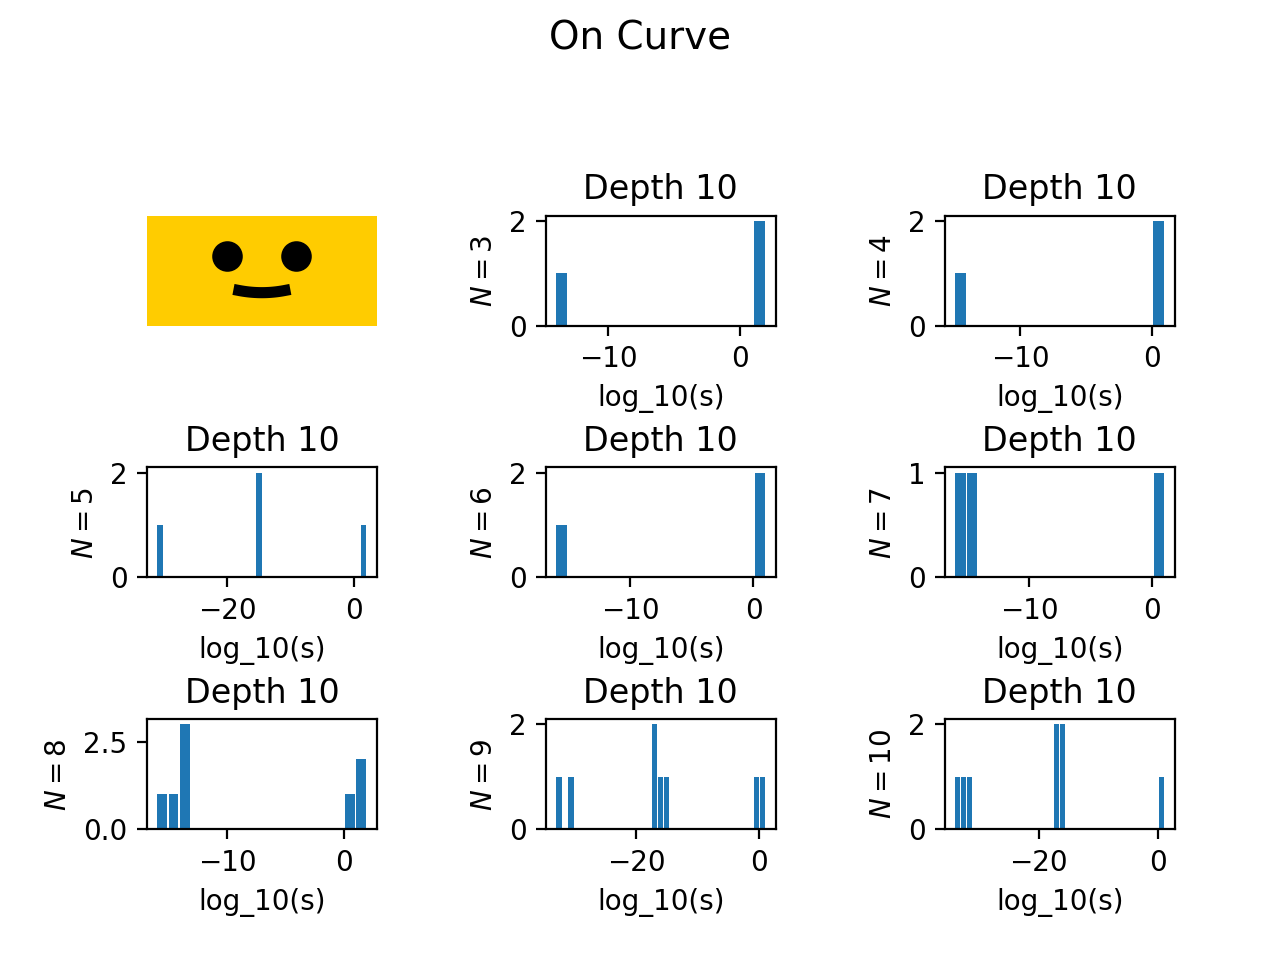 On Curve
Depth 10
N = 3
2
0
−10 0
log_10(s)
Depth 10
N = 4
2
0
−10 0
log_10(s)
Depth 10
N = 5
2
0
−20 0
log_10(s)
Depth 10
N = 6
2
0
−10 0
log_10(s)
Depth 10
N = 7
1
0
−10 0
log_10(s)
Depth 10
N = 8
2.5
0.0
−10 0
log_10(s)
Depth 10
N = 9
2
0
−20 0
log_10(s)
Depth 10
N = 10
2
0
−20 0
log_10(s)